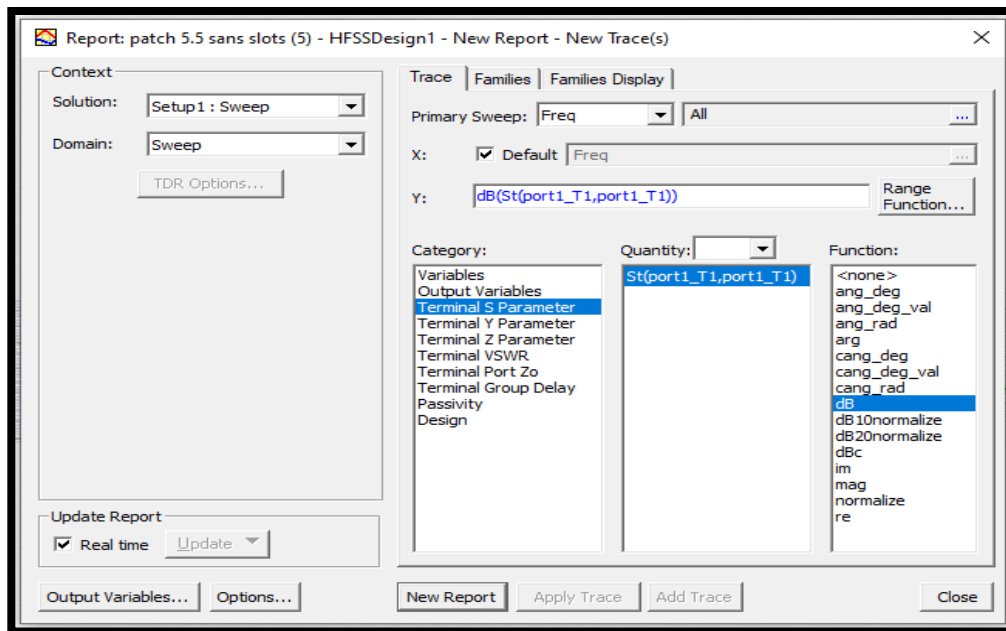 Report: patch 5.5 sans slots (5) - HFSSDesign1 - New Report - New Trace(s)
Context
Solution: Setup1 : Sweep
Domain: Sweep
TDR Options...
Update Report
Real time Update
Output Variables... Options...
Trace Families Families Display
Primary Sweep: Freq All ...
X: Default Freq ...
Y: dB(St(port1_T1,port1_T1)) Range Function...
Category:
Variables
Output Variables
Terminal S Parameter
Terminal Y Parameter
Terminal Z Parameter
Terminal VSWR
Terminal Port Zo
Terminal Group Delay
Passivity
Design
Quantity:
St(port1_T1,port1_T1)
Function:
<none>
ang_deg
ang_deg_val
ang_rad
arg
cang_deg
cang_deg_val
cang_rad
dB
dB10normalize
dB20normalize
dBc
im
mag
normalize
re
New Report Apply Trace Add Trace Close